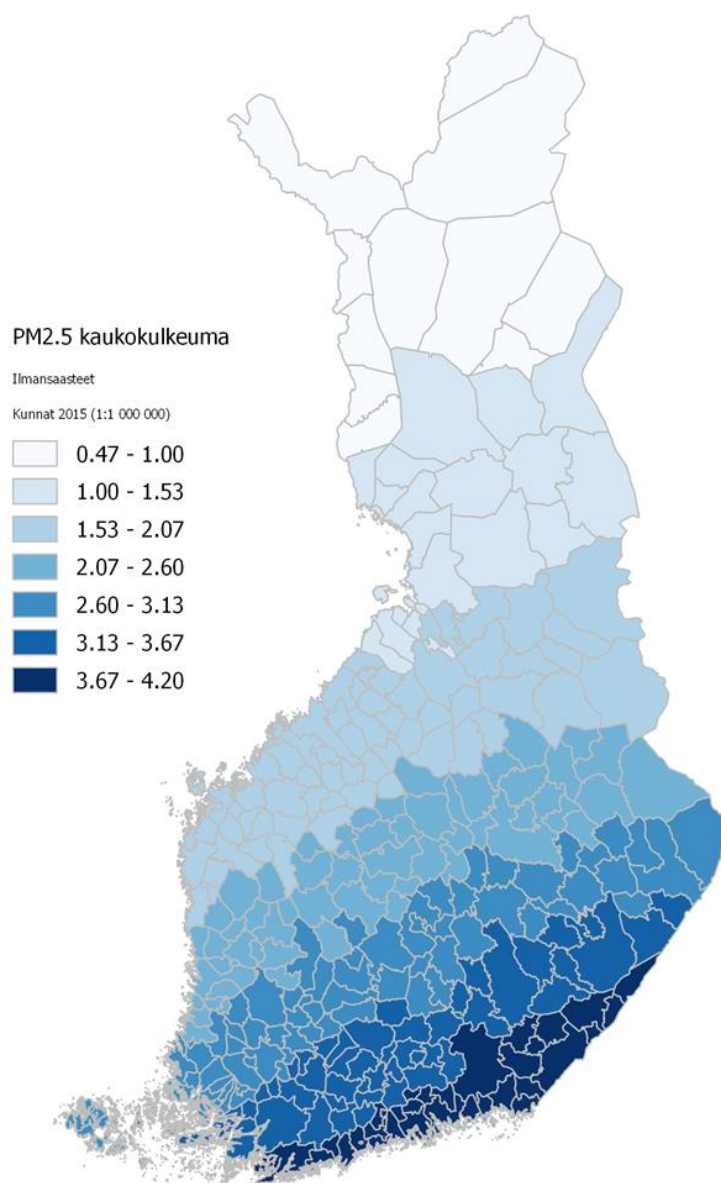 PM2.5 kaukokulkeuma
Ilmansaasteet
Kunnat 2015 (1:1 000 000)
0.47 - 1.00
1.00 - 1.53
1.53 - 2.07
2.07 - 2.60
2.60 - 3.13
3.13 - 3.67
3.67 - 4.20